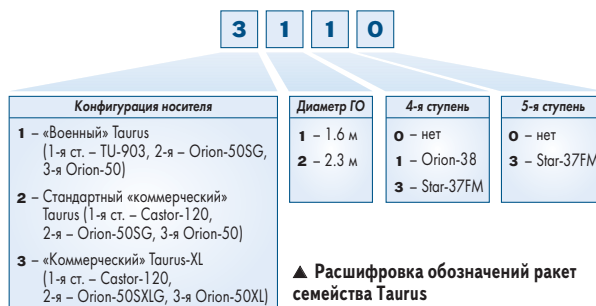 3 1 1 0
Конфигурация носителя
1 – «Военный» Taurus
(1-я ст. – TU-903, 2-я – Orion-50SG,
3-я Orion-50)
2 – Стандартный «коммерческий»
Taurus (1-я ст. – Castor-120,
2-я – Orion-50SG, 3-я Orion-50)
3 – «Коммерческий» Taurus-XL
(1-я ст. – Castor-120,
2-я – Orion-50SXLG, 3-я Orion-50XL)
Диаметр ГО
1 – 1.6 м
2 – 2.3 м
4-я ступень
0 – нет
1 – Orion-38
3 – Star-37FM
5-я ступень
0 – нет
3 – Star-37FM
▲ Расшифровка обозначений ракет
семейства Taurus